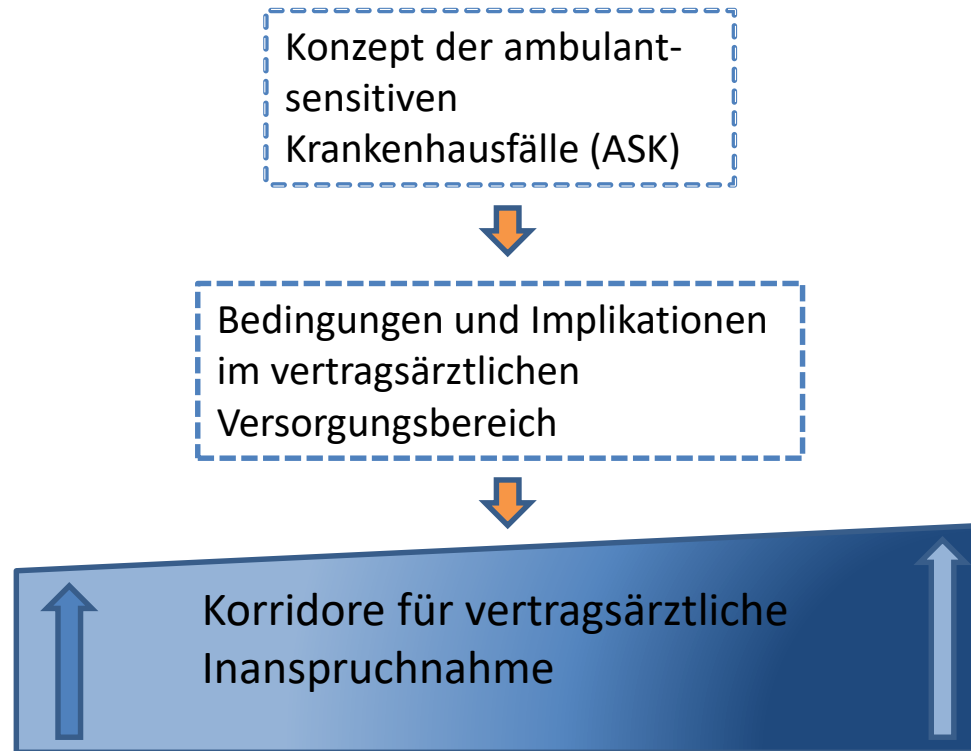 Konzept der ambulant-
sensitiven
Krankenhausfälle (ASK)
Bedingungen und Implikationen
im vertragsärztlichen
Versorgungsbereich
Korridore für vertragsärztliche
Inanspruchnahme